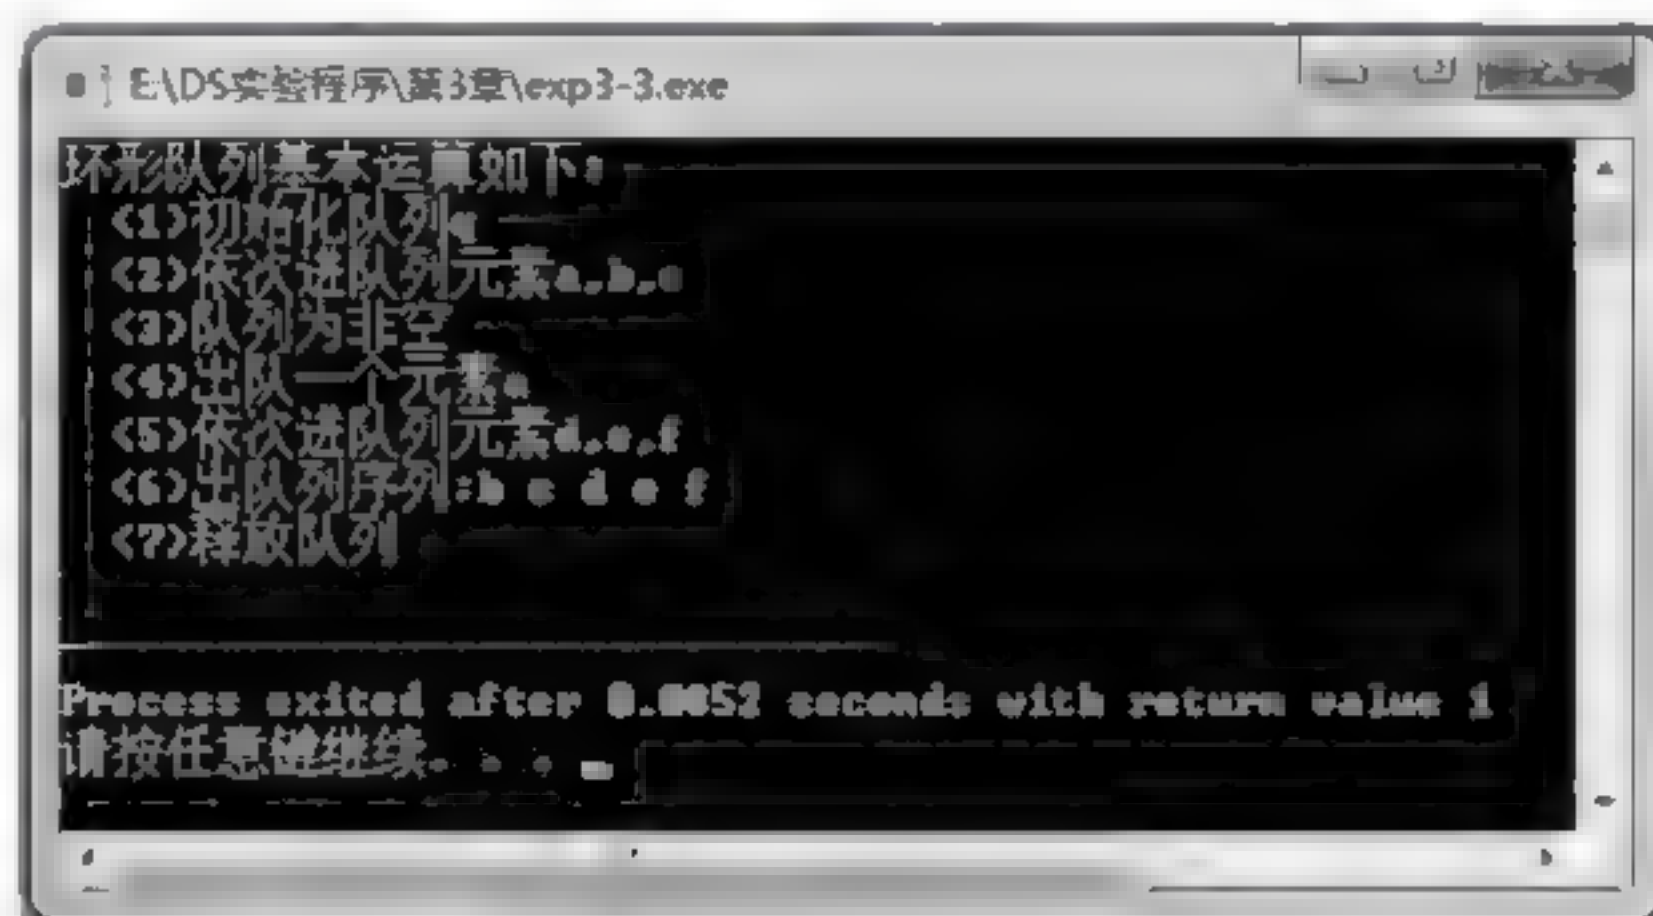 E:\DS实验程序\第3章\exp3-3.exe
环形队列基本运算如下:
(1)初始化队列q
(2)依次进队列元素a,b,c
(3)队列为非空
(4)出队一个元素a
(5)依次进队列元素d,e,f
(6)出队列序列:b c d e f
(7)释放队列
Process exited after seconds with return value 1
请按任意键继续. . .